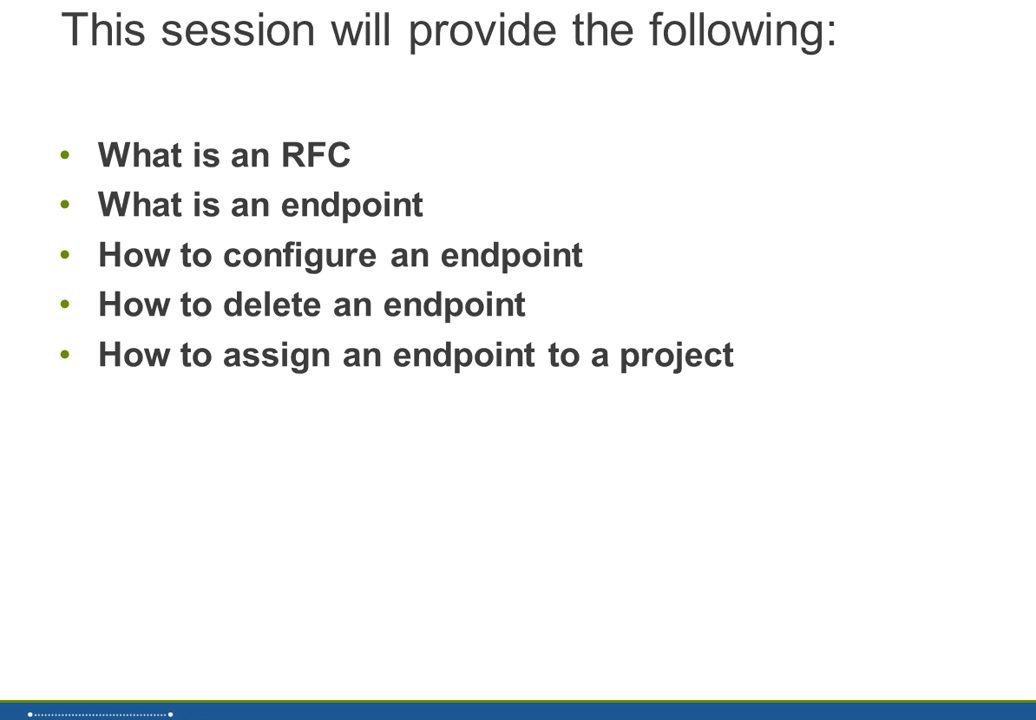 This session will provide the following:
• What is an RFC
• What is an endpoint
• How to configure an endpoint
• How to delete an endpoint
• How to assign an endpoint to a project